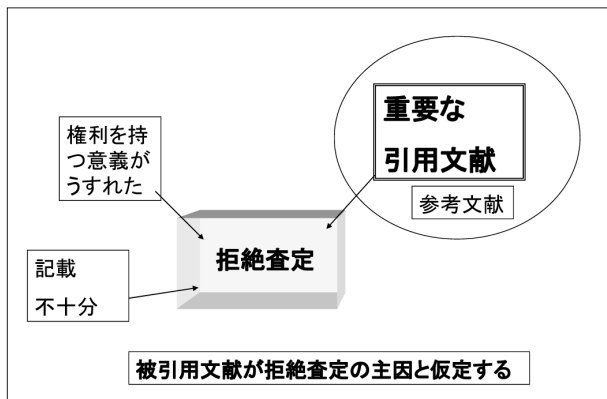 重要な
引用文献
参考文献
権利を持
つ意義が
うすれた
拒絶査定
記載
不十分
被引用文献が拒絶査定の主因と仮定する